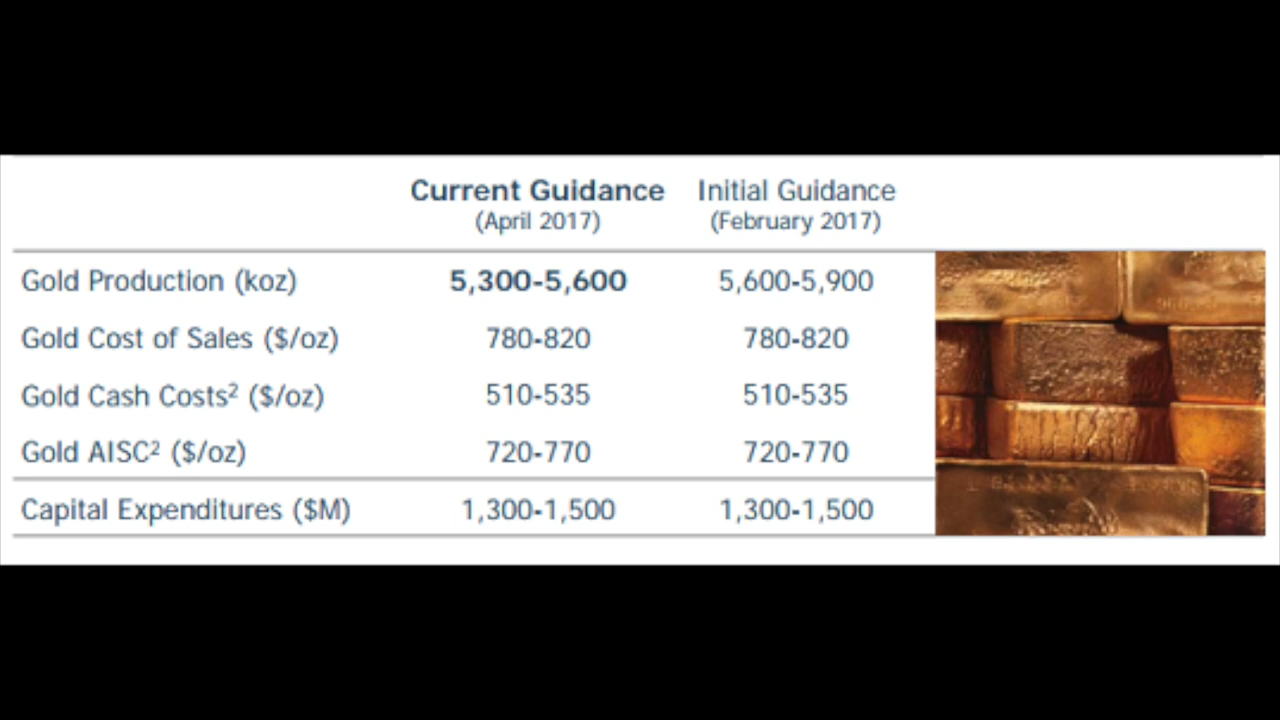 Current Guidance Initial Guidance
(April 2017) (February 2017)
Gold Production (koz) 5,300-5,600 5,600-5,900
Gold Cost of Sales ($/oz) 780-820 780-820
Gold Cash Costs² ($/oz) 510-535 510-535
Gold AISC² ($/oz) 720-770 720-770
Capital Expenditures ($M) 1,300-1,500 1,300-1,500